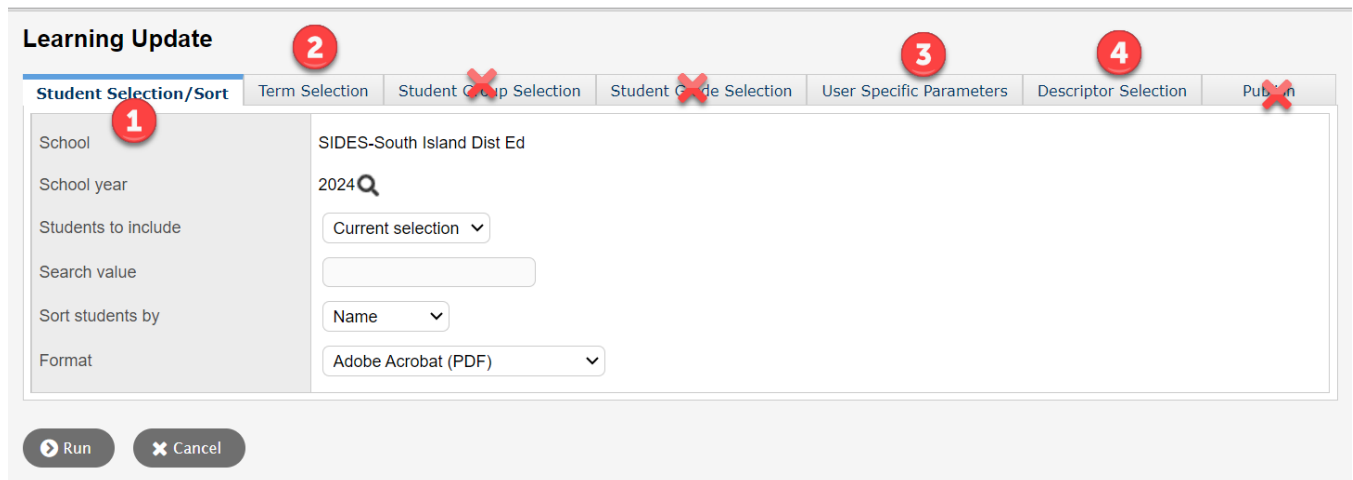 Learning Update
2
3
4
Student Selection/Sort Term Selection Student Selection Student Selection User Specific Parameters Descriptor Selection
1
School SIDES-South Island Dist Ed
School year 2024
Students to include Current selection
Search value
Sort students by Name
Format Adobe Acrobat (PDF)
Run Cancel